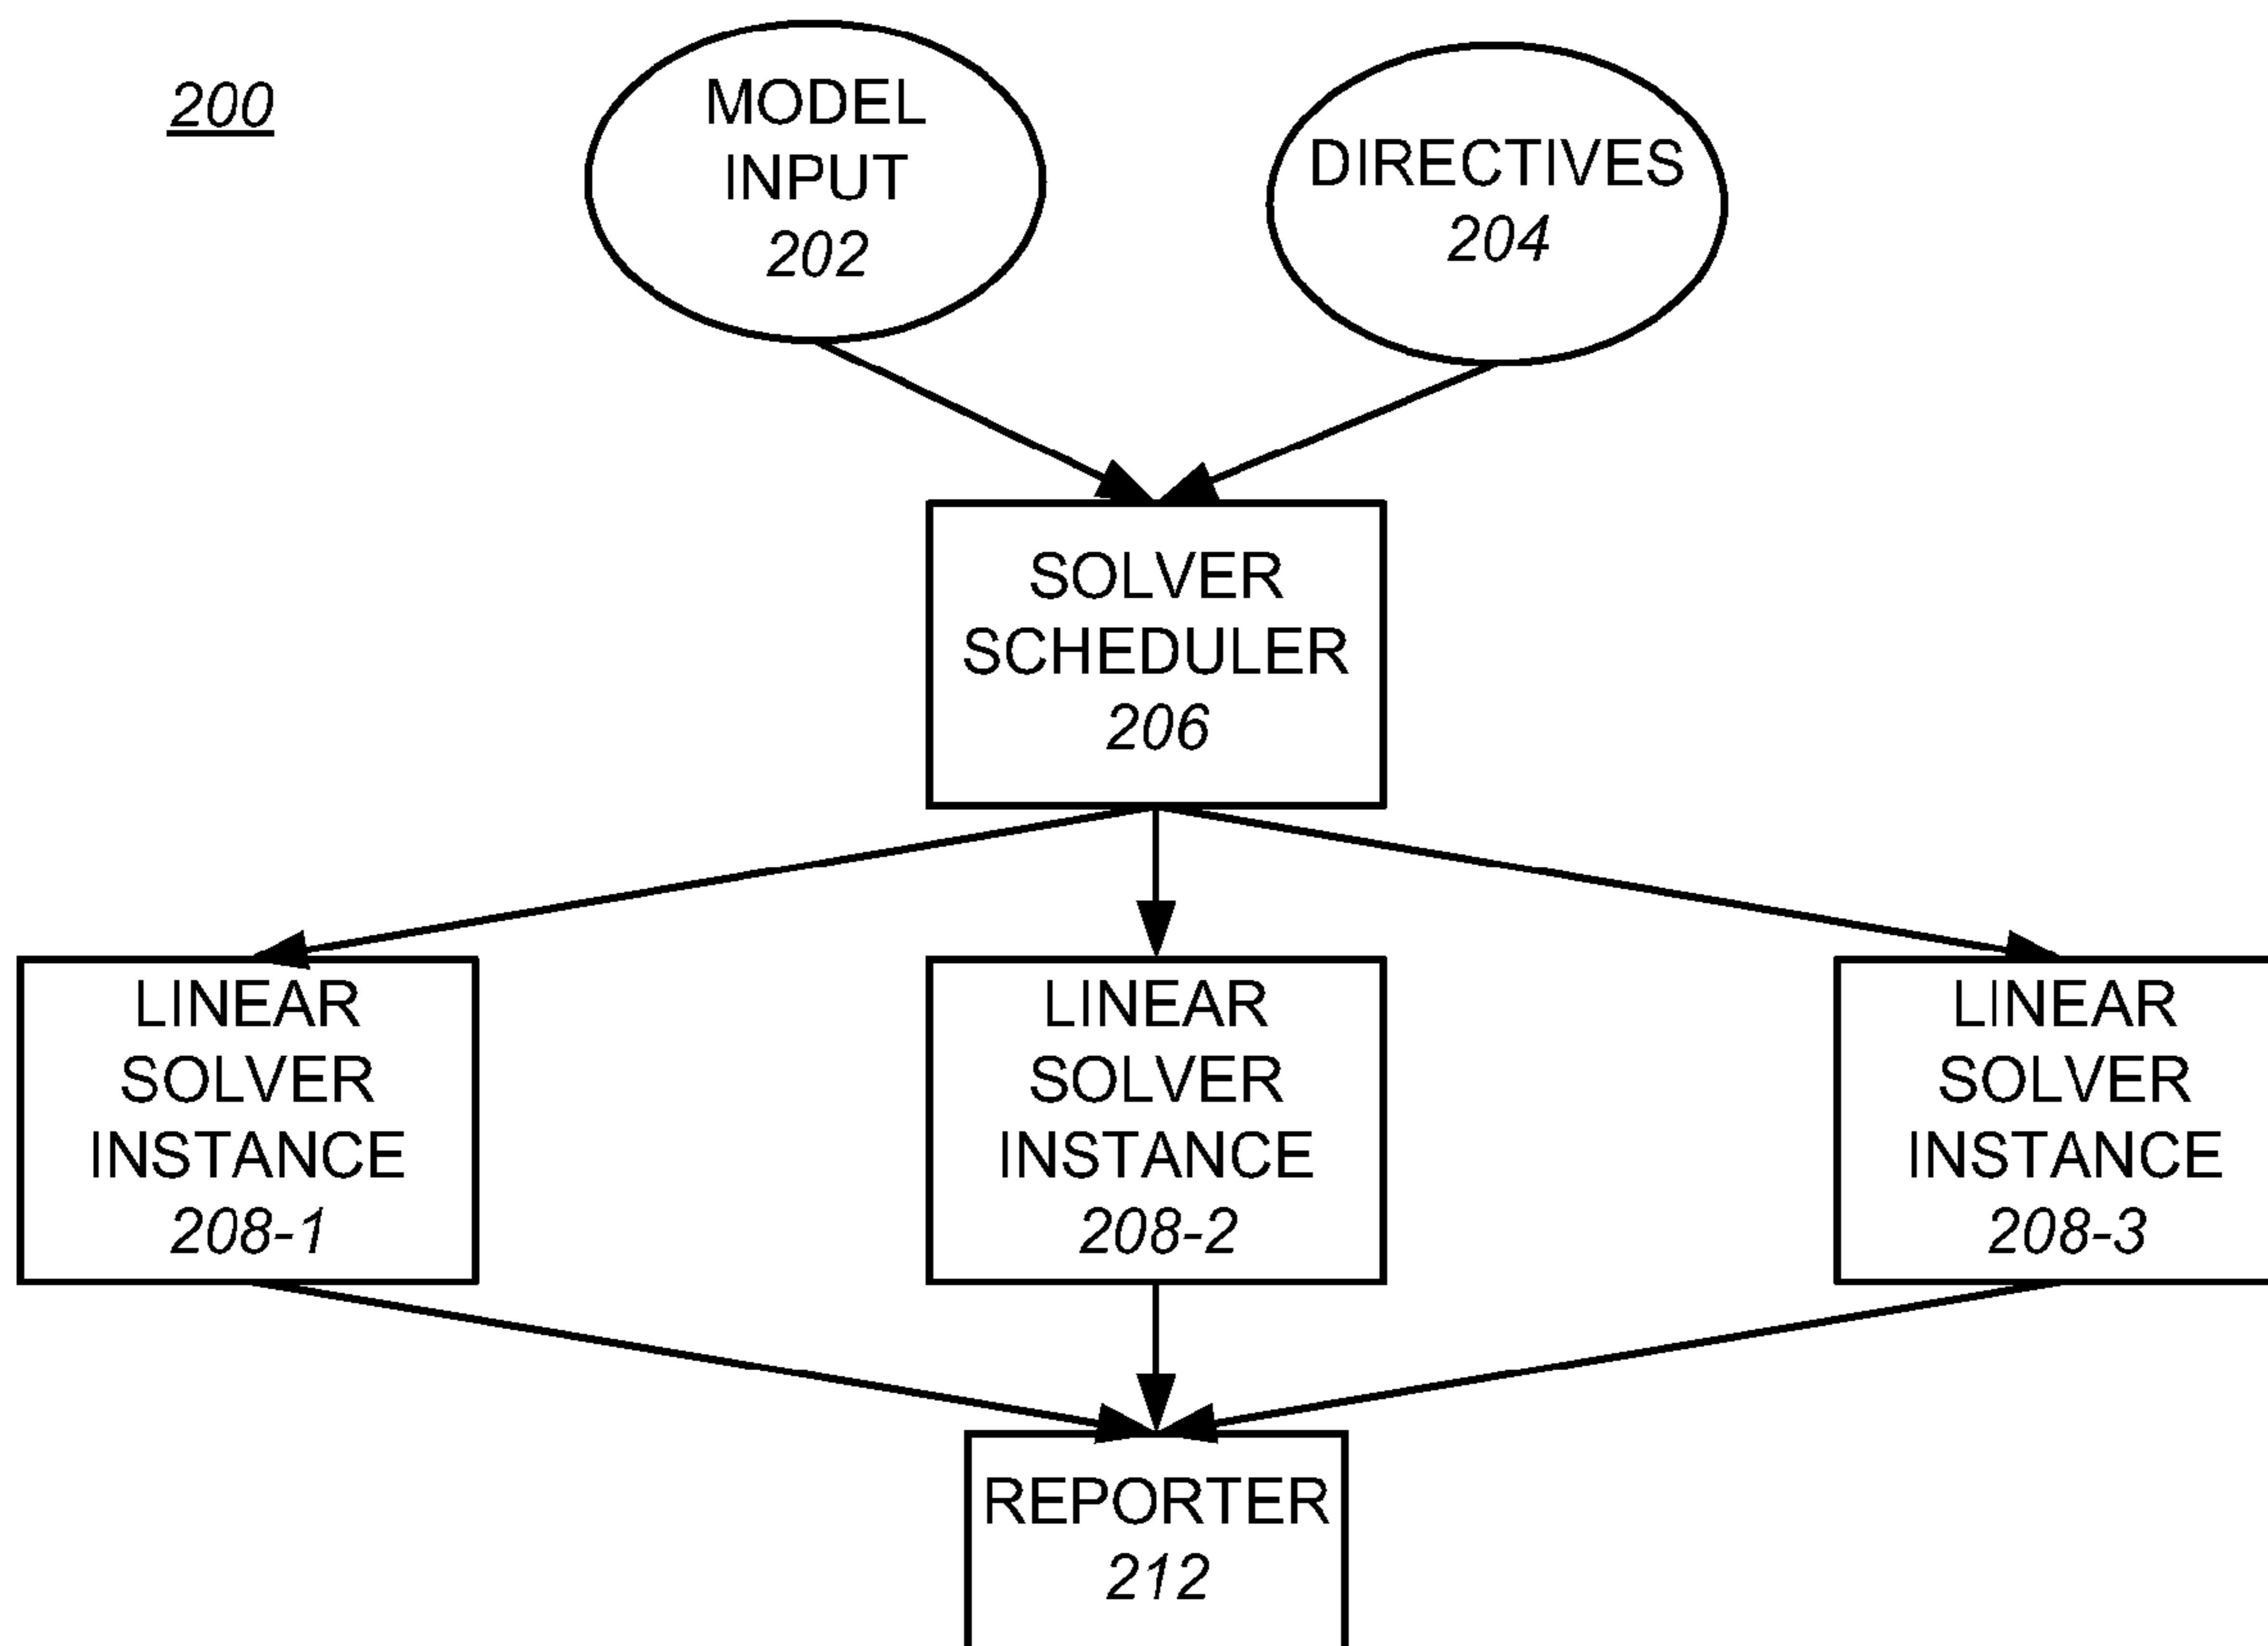 200
MODEL
INPUT
202
DIRECTIVES
204
SOLVER
SCHEDULER
206
LINEAR
SOLVER
INSTANCE
208-1
LINEAR
SOLVER
INSTANCE
208-2
LINEAR
SOLVER
INSTANCE
208-3
REPORTER
212